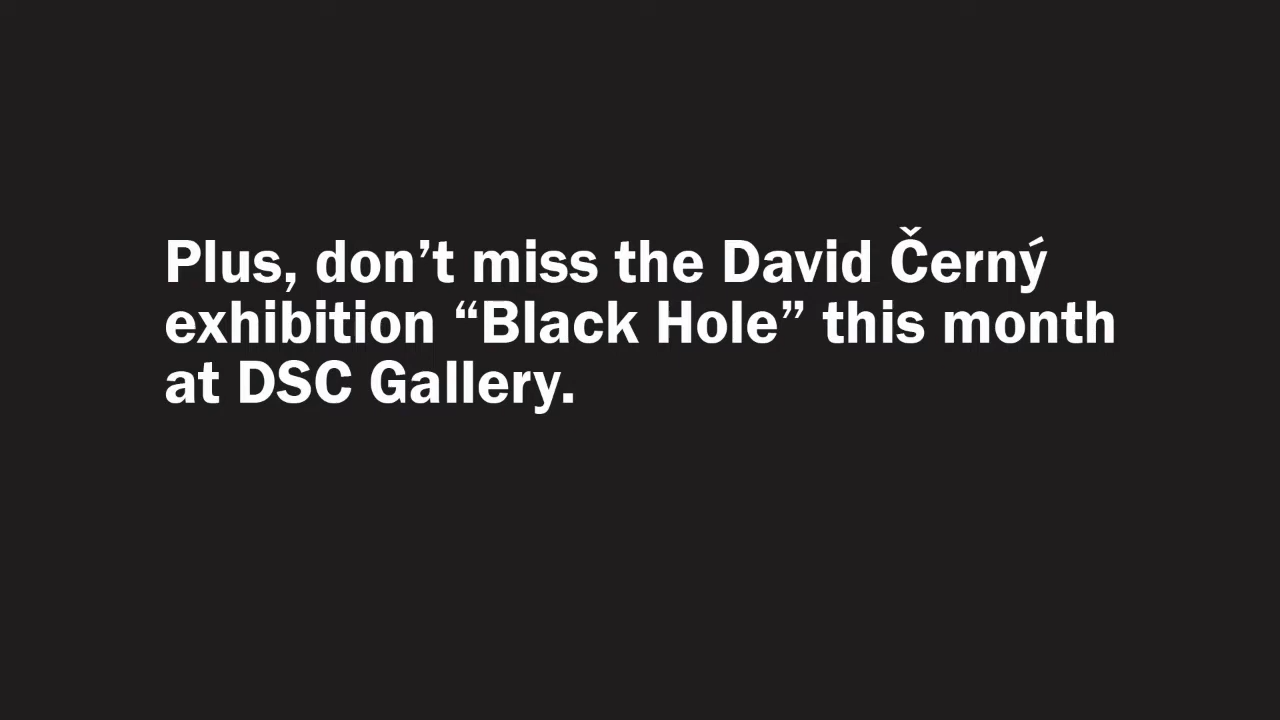 Plus, don’t miss the David Černý
exhibition “Black Hole” this month
at DSC Gallery.